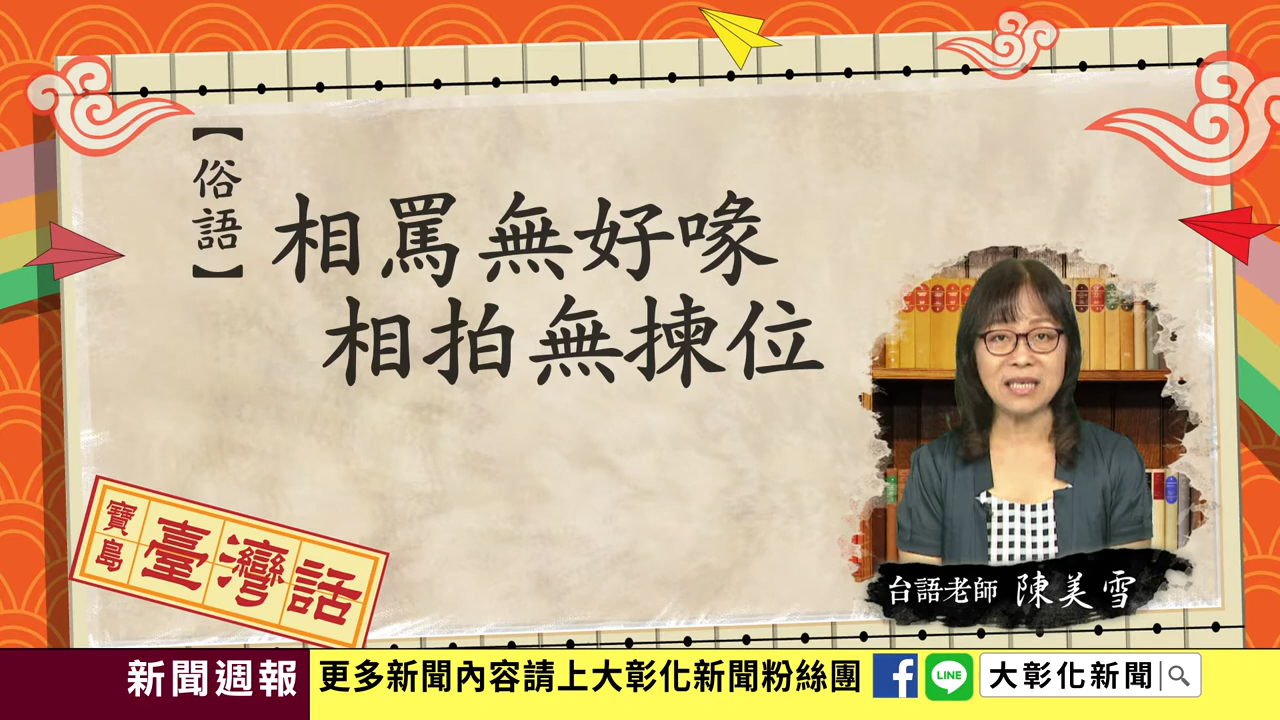 【俗語】
相罵無好喙
相拍無揀位
寶島
臺灣話
台語老師 陳美雪
新聞週報
更多新聞內容請上大彰化新聞粉絲團
f
LINE
大彰化新聞